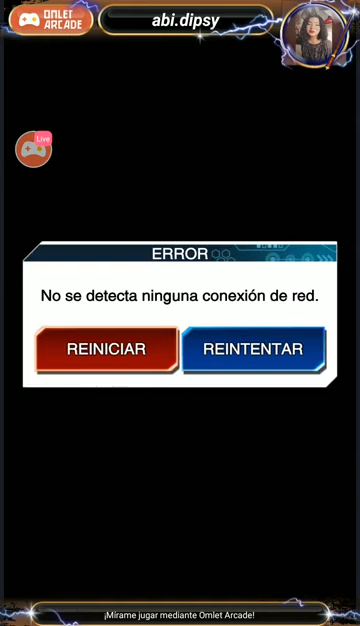 OMLET
ARCADE
abi.dipsy
Live
ERROR
No se detecta ninguna conexión de red.
REINICIAR
REINTENTAR
¡Mírame jugar mediante Omlet Arcade!